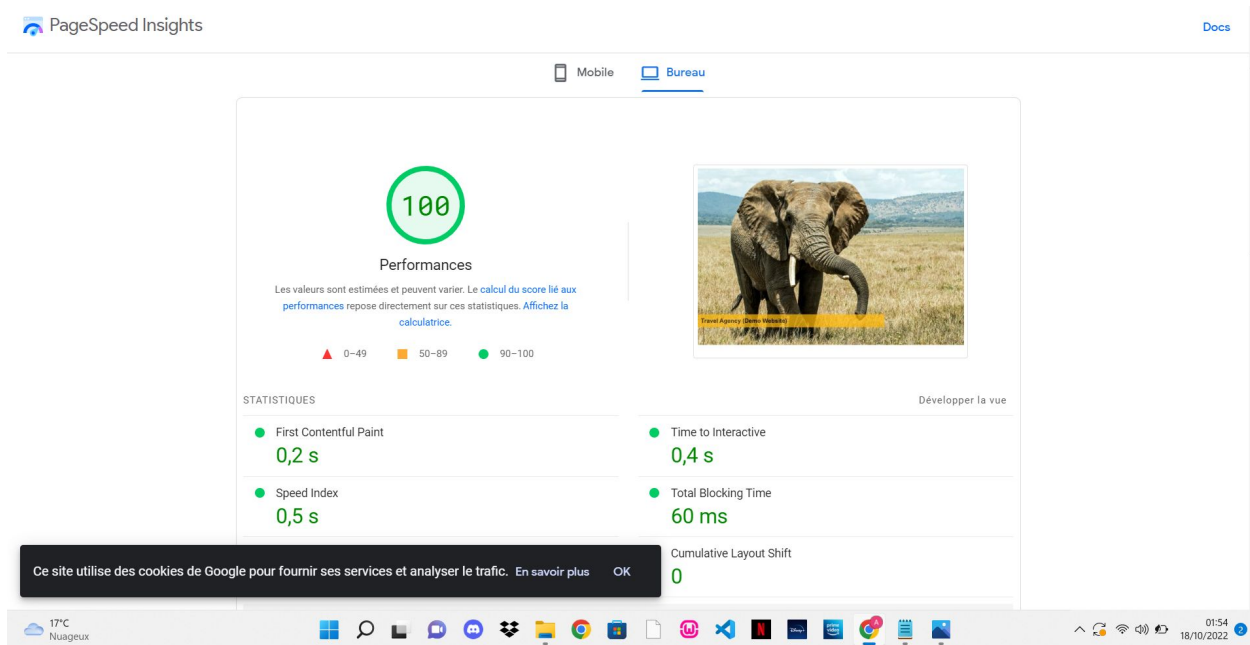 PageSpeed Insights
Docs
Mobile
Bureau
100
Performances
Les valeurs sont estimées et peuvent varier. Le calcul du score lié aux
performances repose directement sur ces statistiques. Affichez la
calculatrice.
0–49
50–89
90–100
Travel Agency (Demo Website)
STATISTIQUES
Développer la vue
First Contentful Paint
0,2 s
Time to Interactive
0,4 s
Speed Index
0,5 s
Total Blocking Time
60 ms
Cumulative Layout Shift
0
Ce site utilise des cookies de Google pour fournir ses services et analyser le trafic. En savoir plus OK
17°C
Nuageux
01:54
18/10/2022
2